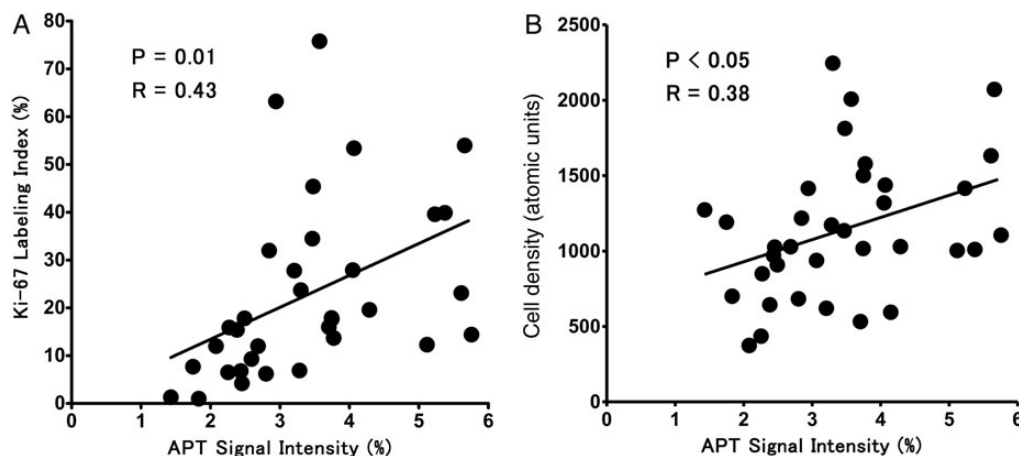 A
P = 0.01
R = 0.43
Ki-67 Labeling Index (%)
80
70
60
50
40
30
20
10
0
0 1 2 3 4 5 6
APT Signal Intensity (%)
B
P < 0.05
R = 0.38
Cell density (atomic units)
2500
2000
1500
1000
500
0
0 1 2 3 4 5 6
APT Signal Intensity (%)